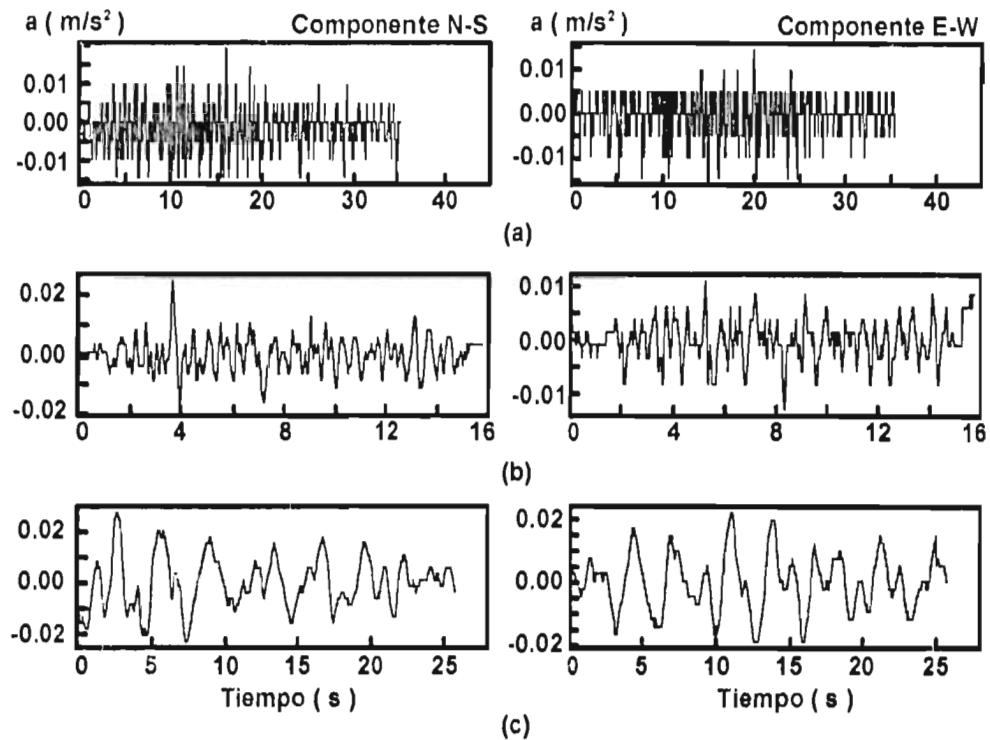 a ( m/s² ) Componente N-S
a ( m/s² ) Componente E-W
0.01
0.00
-0.01
0 10 20 30 40
0.01
0.00
-0.01
0 10 20 30 40
(a)
0.02
0.00
-0.02
0 4 8 12 16
0.01
0.00
-0.01
0 4 8 12 16
(b)
0.02
0.00
-0.02
0 5 10 15 20 25
Tiempo ( s )
0.02
0.00
-0.02
0 5 10 15 20 25
Tiempo ( s )
(c)